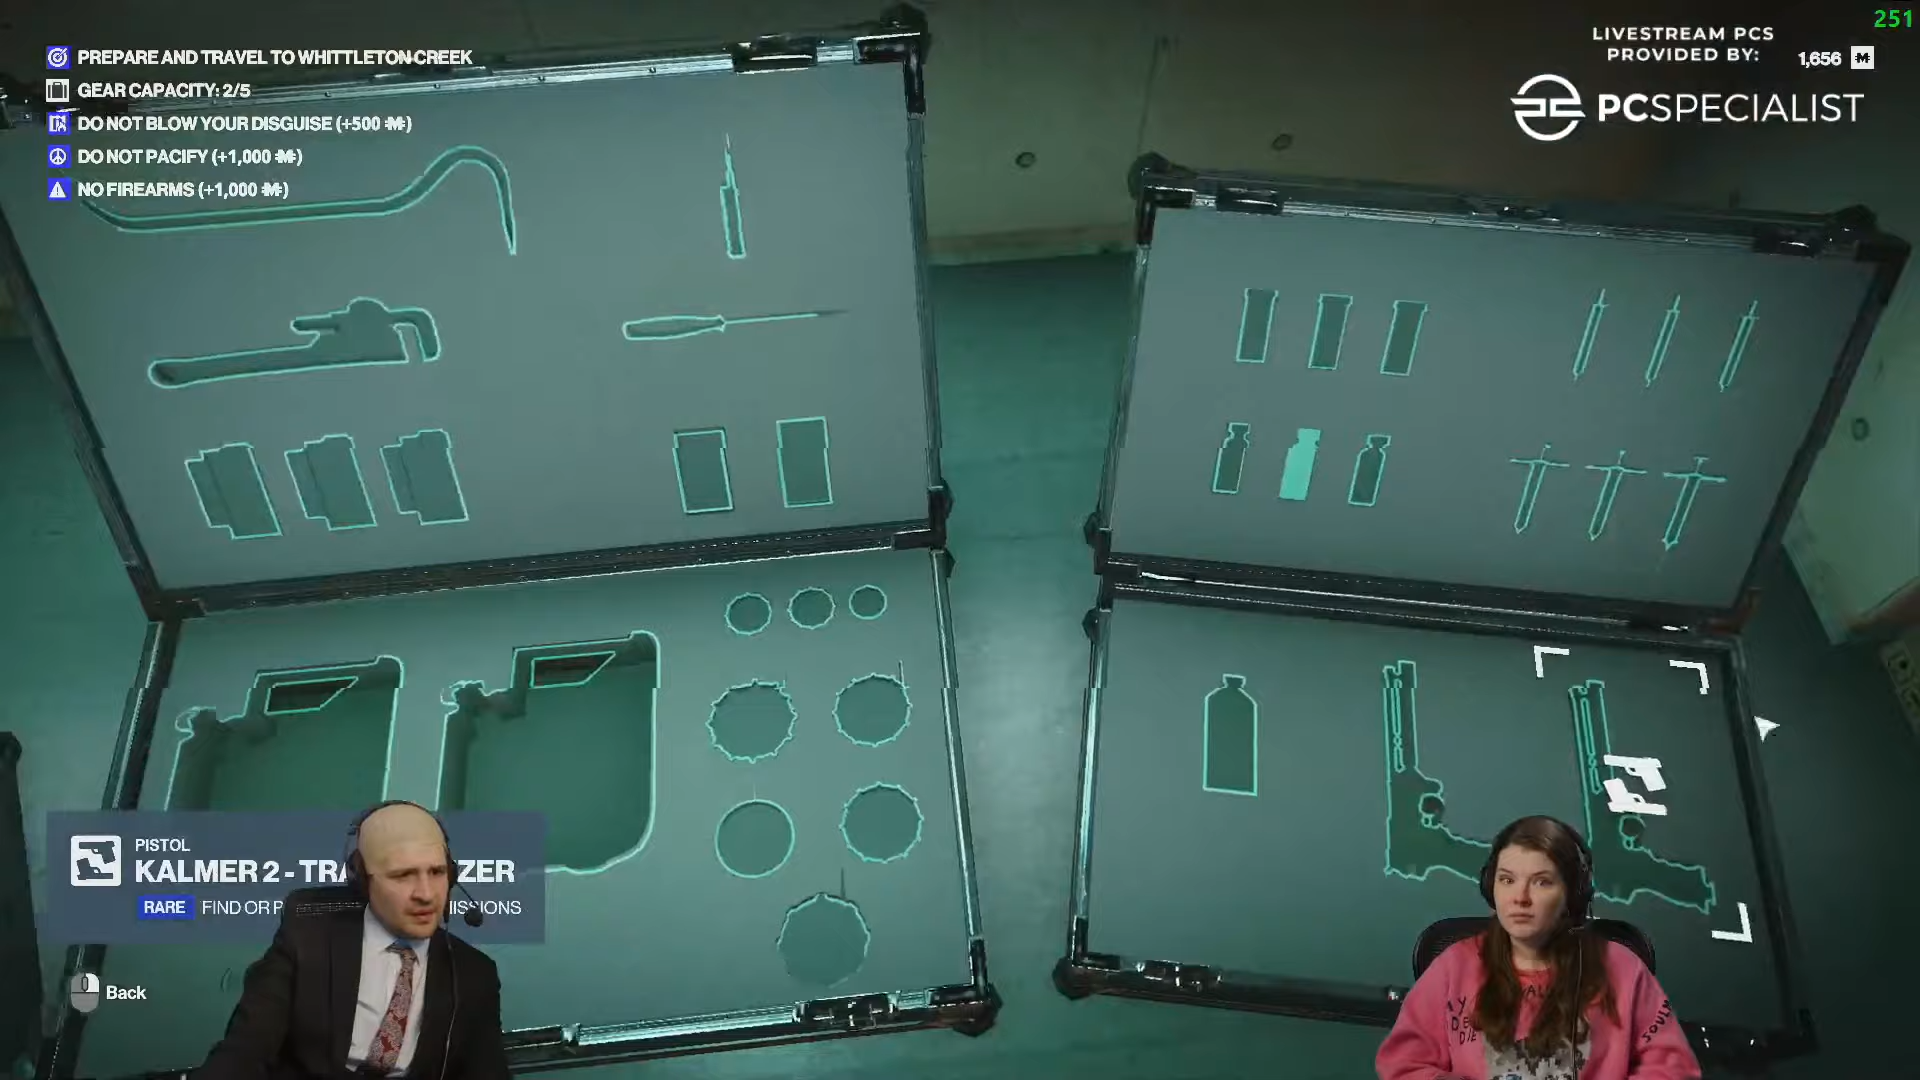 251
LIVESTREAM PCS
PROVIDED BY:
1,656
PCSPECIALIST
PREPARE AND TRAVEL TO WHITTLETON CREEK
GEAR CAPACITY: 2/5
DO NOT BLOW YOUR DISGUISE (+500 )
DO NOT PACIFY (+1,000 )
NO FIREARMS (+1,000 )
PISTOL
KALMER 2 - TRA ZER
RARE FIND OR P ISSIONS
Back